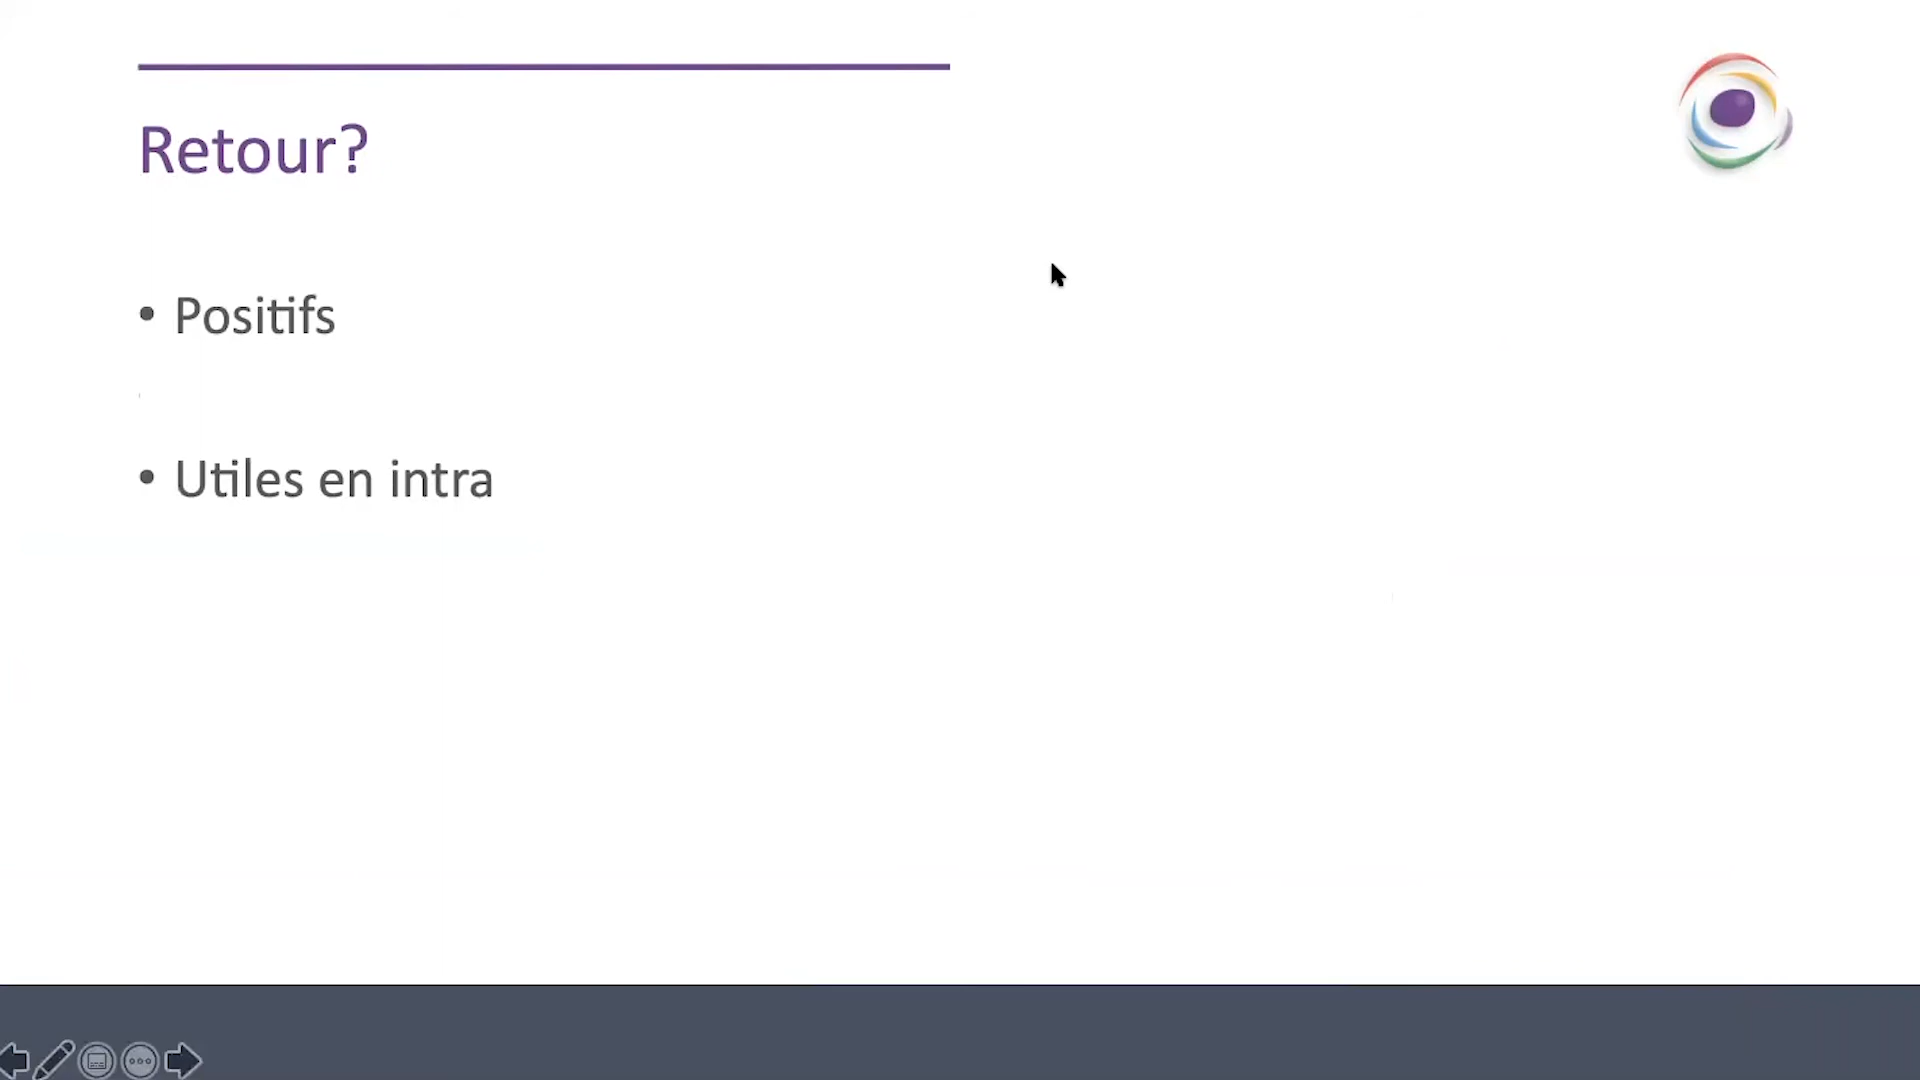 Retour?
• Positifs
• Utiles en intra